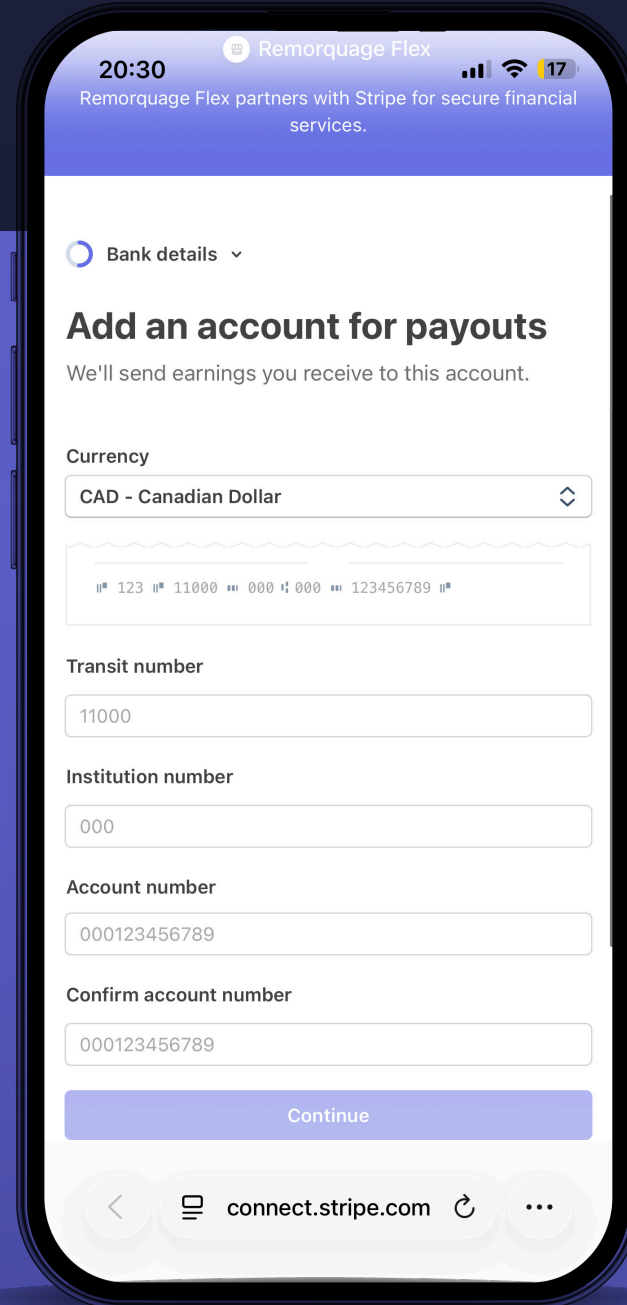 Remorquage Flex
20:30
17
Remorquage Flex partners with Stripe for secure financial
services.
Bank details
Add an account for payouts
We'll send earnings you receive to this account.
Currency
CAD - Canadian Dollar
⑈ 123 ⑈ 11000 ⑉ 000 ⑆ 000 ⑉ 123456789 ⑈
Transit number
11000
Institution number
000
Account number
000123456789
Confirm account number
000123456789
Continue
connect.stripe.com